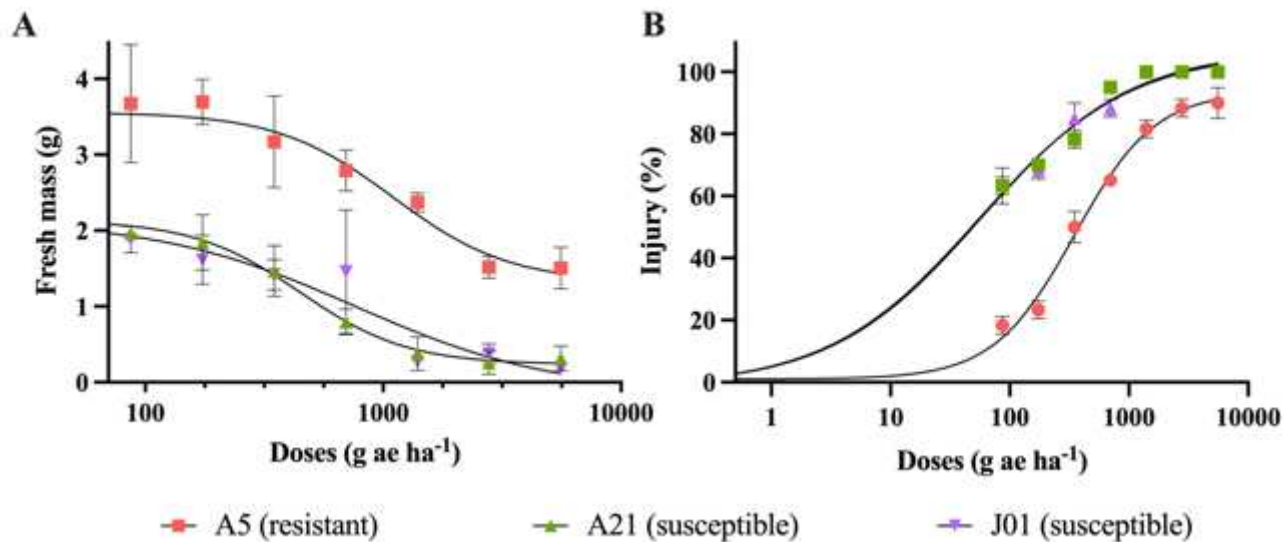 A
B
Fresh mass (g)
4
3
2
1
0
100
1000
10000
Doses (g ae ha-1)
Injury (%)
100
80
60
40
20
0
1
10
100
1000
10000
Doses (g ae ha-1)
A5 (resistant)
A21 (susceptible)
J01 (susceptible)